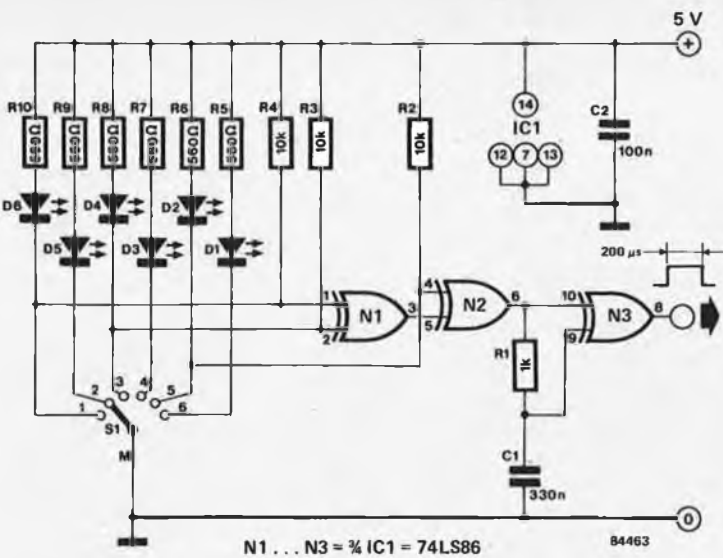 5 V
+
R10 R9 R8 R7 R6 R5 R4 R3 R2
560Ω 560Ω 560Ω 560Ω 560Ω 560Ω 10k 10k 10k
14
IC1
12 7 13
C2
100n
D6 D4 D2
D5 D3 D1
200 µs
1
2
N1
3
4
5
N2
6
10
9
N3
8
R1
1k
1 2 3 4 5 6
S1
M
C1
330n
0
N1 . . . N3 = ¾ IC1 = 74LS86
84463